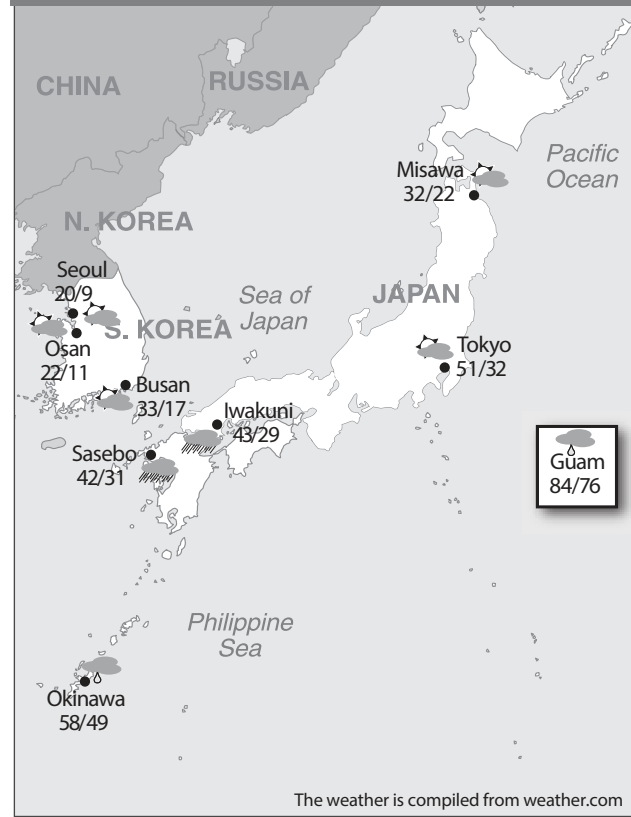 CHINA
RUSSIA
Pacific
Ocean
Misawa
32/22
N. KOREA
Seoul
20/9
Sea of
Japan
JAPAN
S. KOREA
Osan
22/11
Tokyo
51/32
Busan
33/17
Iwakuni
43/29
Sasebo
42/31
Guam
84/76
Philippine
Sea
Okinawa
58/49
The weather is compiled from weather.com